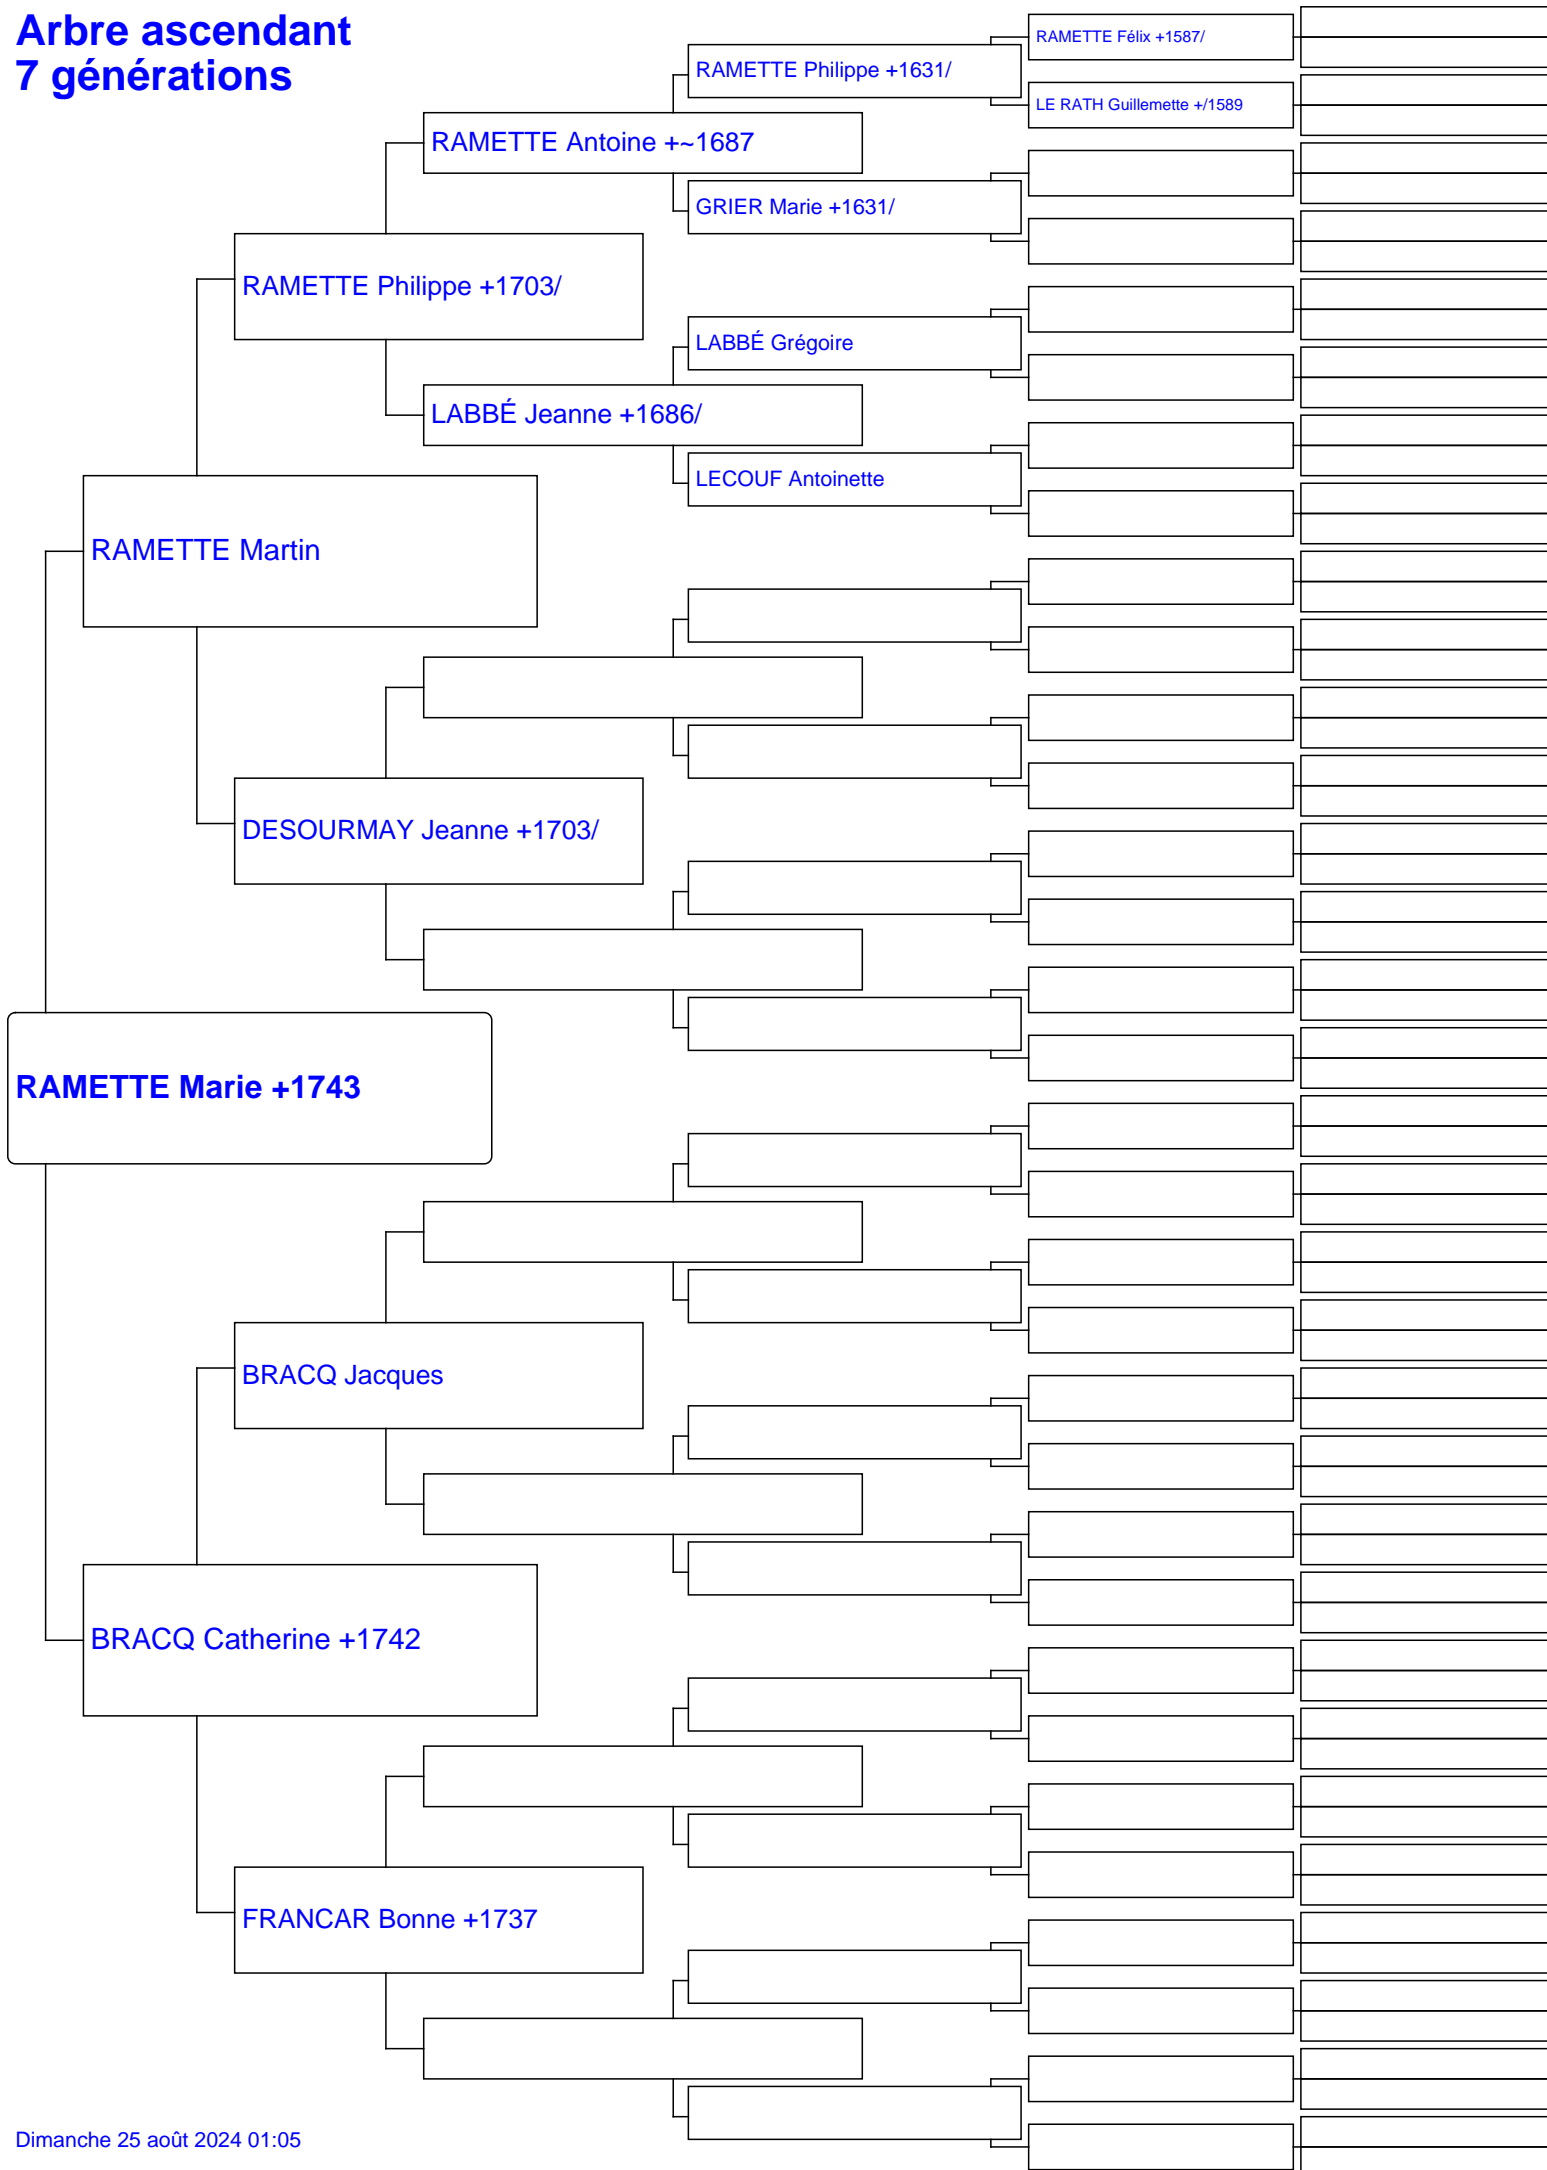 Arbre ascendant
7 générations
RAMETTE Félix +1587/
RAMETTE Philippe +1631/
LE RATH Guillemette +/1589
RAMETTE Antoine +~1687
GRIER Marie +1631/
RAMETTE Philippe +1703/
LABBÉ Grégoire
LABBÉ Jeanne +1686/
LECOUF Antoinette
RAMETTE Martin
DESOURMAY Jeanne +1703/
RAMETTE Marie +1743
BRACQ Jacques
BRACQ Catherine +1742
FRANCAR Bonne +1737
Dimanche 25 août 2024 01:05